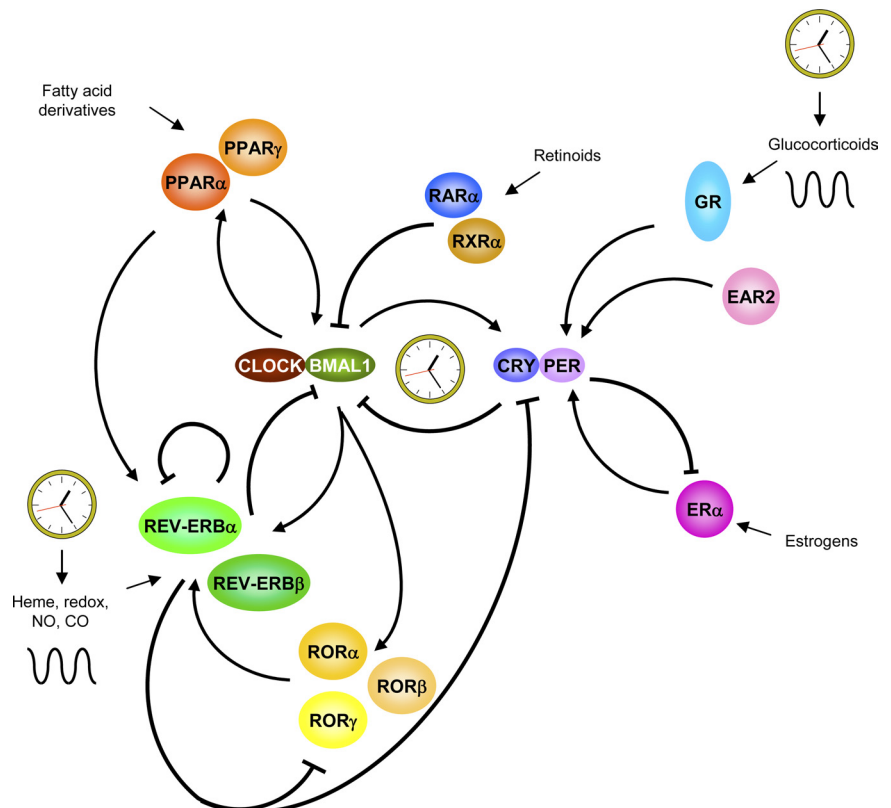 Fatty acid
derivatives
PPARγ
PPARα
Retinoids
RARα
RXRα
Glucocorticoids
GR
EAR2
CLOCK
BMAL1
CRY
PER
ERα
Estrogens
REV-ERBα
REV-ERBβ
Heme, redox,
NO, CO
RORα
RORβ
RORγ